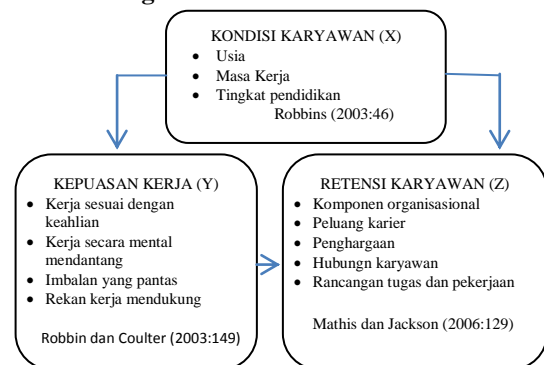 KONDISI KARYAWAN (X)
• Usia
• Masa Kerja
• Tingkat pendidikan
Robbins (2003:46)
KEPUASAN KERJA (Y)
• Kerja sesuai dengan
keahlian
• Kerja secara mental
mendantang
• Imbalan yang pantas
• Rekan kerja mendukung
Robbin dan Coulter (2003:149)
RETENSI KARYAWAN (Z)
• Komponen organisasional
• Peluang karier
• Penghargaan
• Hubungn karyawan
• Rancangan tugas dan pekerjaan
Mathis dan Jackson (2006:129)